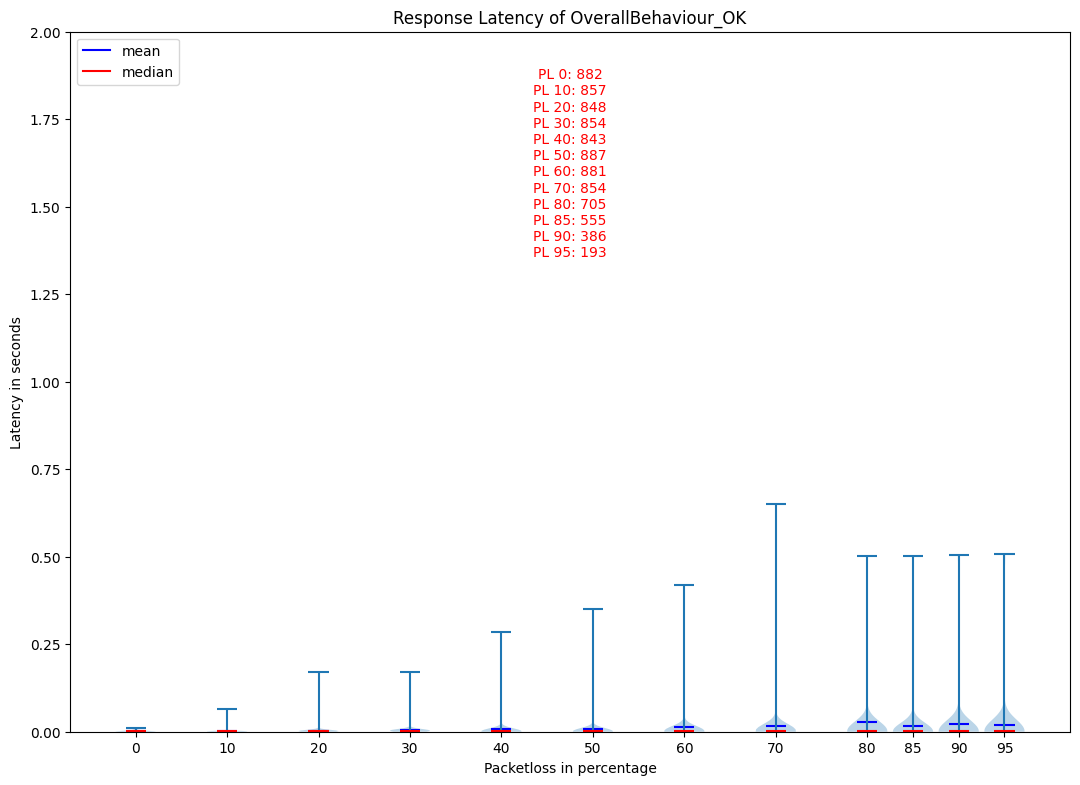 Response Latency of OverallBehaviour_OK
2.00
mean
median
PL 0: 882
PL 10: 857
PL 20: 848
PL 30: 854
PL 40: 843
PL 50: 887
PL 60: 881
PL 70: 854
PL 80: 705
PL 85: 555
PL 90: 386
PL 95: 193
1.75
1.50
1.25
1.00
0.75
0.50
0.25
0.00
Latency in seconds
0 10 20 30 40 50 60 70 80 85 90 95
Packetloss in percentage